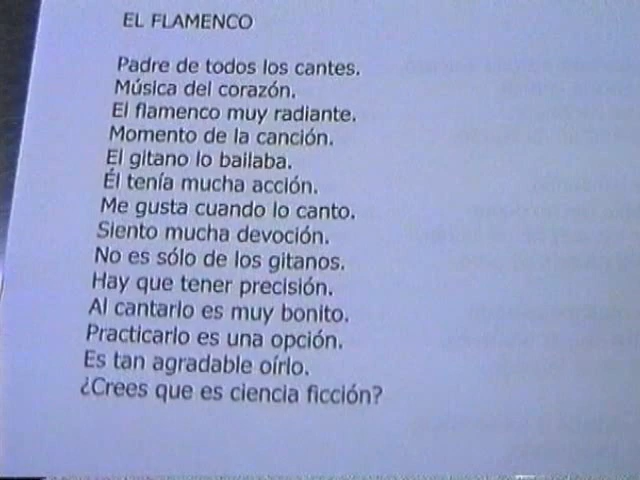 EL FLAMENCO
Padre de todos los cantes.
Música del corazón.
El flamenco muy radiante.
Momento de la canción.
El gitano lo bailaba.
Él tenía mucha acción.
Me gusta cuando lo canto.
Siento mucha devoción.
No es sólo de los gitanos.
Hay que tener precisión.
Al cantarlo es muy bonito.
Practicarlo es una opción.
Es tan agradable oírlo.
¿Crees que es ciencia ficción?